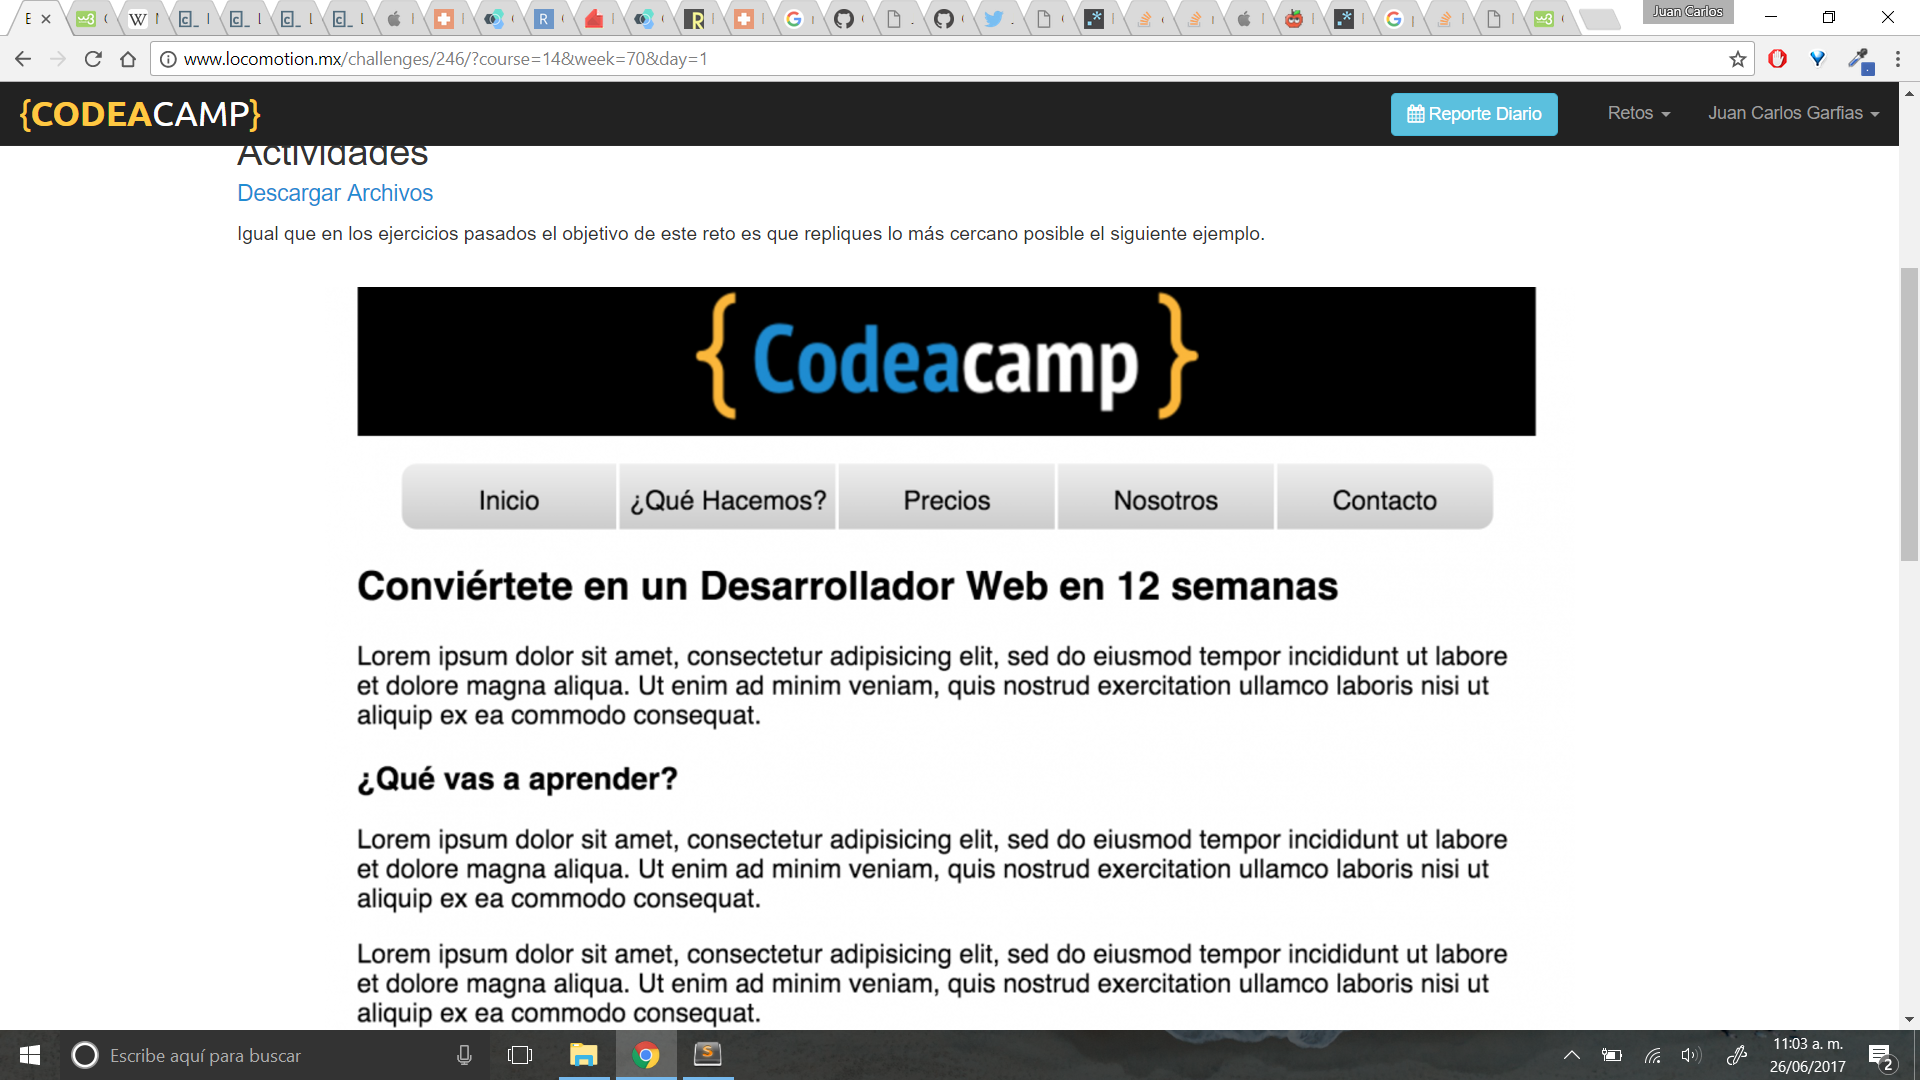 Juan Carlos
www.locomotion.mx/challenges/246/?course=14&week=70&day=1
{CODEACAMP}
Reporte Diario
Retos
Juan Carlos Garfias
Actividades
Descargar Archivos
Igual que en los ejercicios pasados el objetivo de este reto es que repliques lo más cercano posible el siguiente ejemplo.
{ Codeacamp }
Inicio
¿Qué Hacemos?
Precios
Nosotros
Contacto
Conviértete en un Desarrollador Web en 12 semanas
Lorem ipsum dolor sit amet, consectetur adipisicing elit, sed do eiusmod tempor incididunt ut labore
et dolore magna aliqua. Ut enim ad minim veniam, quis nostrud exercitation ullamco laboris nisi ut
aliquip ex ea commodo consequat.
¿Qué vas a aprender?
Lorem ipsum dolor sit amet, consectetur adipisicing elit, sed do eiusmod tempor incididunt ut labore
et dolore magna aliqua. Ut enim ad minim veniam, quis nostrud exercitation ullamco laboris nisi ut
aliquip ex ea commodo consequat.
Lorem ipsum dolor sit amet, consectetur adipisicing elit, sed do eiusmod tempor incididunt ut labore
et dolore magna aliqua. Ut enim ad minim veniam, quis nostrud exercitation ullamco laboris nisi ut
aliquip ex ea commodo consequat.
Escribe aquí para buscar
11:03 a. m.
26/06/2017
2